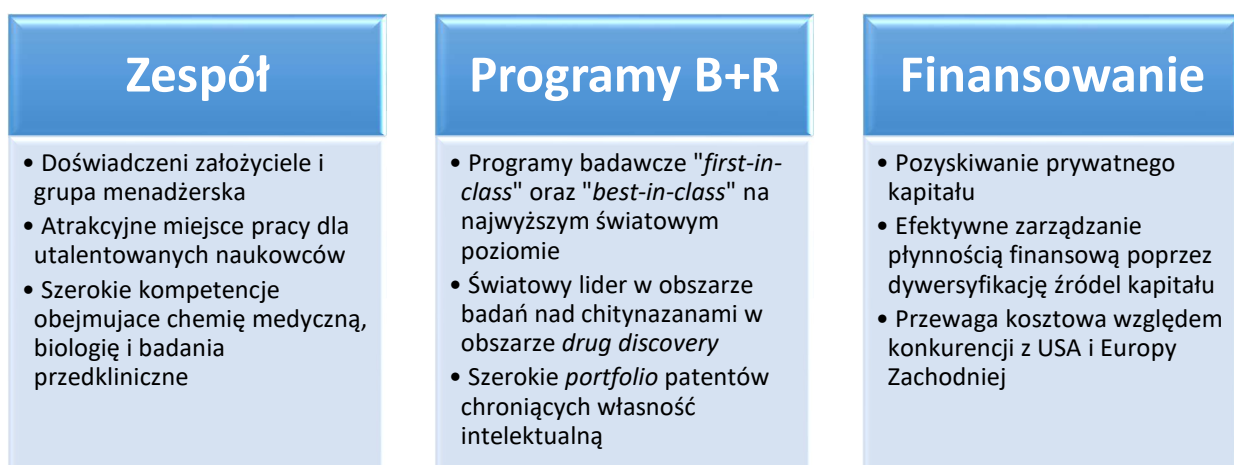 Zespół
• Doświadczeni założyciele i
grupa menadżerska
• Atrakcyjne miejsce pracy dla
utalentowanych naukowców
• Szerokie kompetencje
obejmujace chemię medyczną,
biologię i badania
przedkliniczne
Programy B+R
• Programy badawcze "first-in-
class" oraz "best-in-class" na
najwyższym światowym
poziomie
• Światowy lider w obszarze
badań nad chitynazanami w
obszarze drug discovery
• Szerokie portfolio patentów
chroniących własność
intelektualną
Finansowanie
• Pozyskiwanie prywatnego
kapitału
• Efektywne zarządzanie
płynnością finansową poprzez
dywersyfikację źródel kapitału
• Przewaga kosztowa względem
konkurencji z USA i Europy
Zachodniej